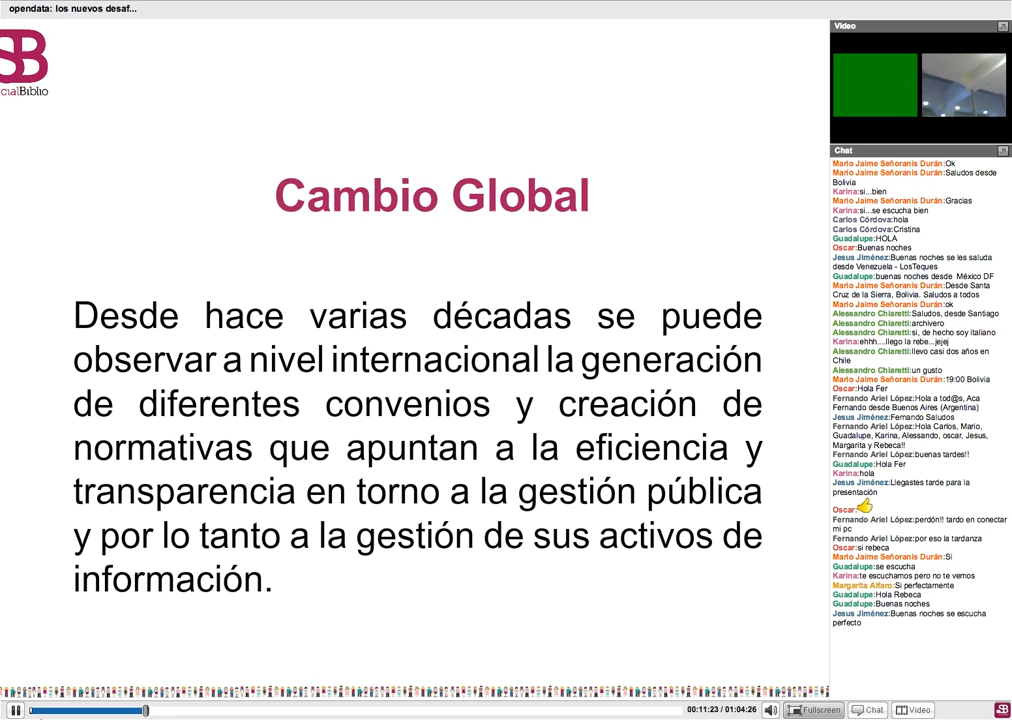 opendata: los nuevos desaf...
SB
cialBiblio
Cambio Global
Desde hace varias décadas se puede
observar a nivel internacional la generación
de diferentes convenios y creación de
normativas que apuntan a la eficiencia y
transparencia en torno a la gestión pública
y por lo tanto a la gestión de sus activos de
información.
Video
Chat
Mario Jaime Señoranis Durán:Ok
Mario Jaime Señoranis Durán:Saludos desde
Bolivia
Karina:si...bien
Mario Jaime Señoranis Durán:Gracias
Karina:si...se escucha bien
Carlos Córdova:hola
Carlos Córdova:Cristina
Guadalupe:HOLA
Oscar:Buenas noches
Jesus Jiménez:Buenas noches se les saluda
desde Venezuela - LosTeques
Guadalupe:buenas noches desde México DF
Mario Jaime Señoranis Durán:Desde Santa
Cruz de la Sierra, Bolivia. Saludos a todos
Mario Jaime Señoranis Durán:ok
Alessandro Chiaretti:Saludos, desde Santiago
Alessandro Chiaretti:archivero
Alessandro Chiaretti:si, de hecho soy italiano
Karina:ehhh....llego la rebe...jejej
Alessandro Chiaretti:llevo casi dos años en
Chile
Alessandro Chiaretti:un gusto
Mario Jaime Señoranis Durán:19:00 Bolivia
Oscar:Hola Fer
Fernando Ariel López:Hola a tod@s, Aca
Fernando desde Buenos Aires (Argentina)
Jesus Jiménez:Fernando Saludos
Fernando Ariel López:Hola Carlos, Mario,
Guadalupe, Karina, Alessando, oscar, Jesus,
Margarita y Rebeca!!
Fernando Ariel López:buenas tardes!!
Guadalupe:Hola Fer
Karina:hola
Jesus Jiménez:Llegastes tarde para la
presentación
Oscar:
Fernando Ariel López:perdón!! tardo en conectar
mi pc
Fernando Ariel López:por eso la tardanza
Oscar:si rebeca
Mario Jaime Señoranis Durán:Si
Guadalupe:se escucha
Karina:te escuchamos pero no te vemos
Margarita Alfaro:Si perfectamente
Guadalupe:Hola Rebeca
Guadalupe:Buenas noches
Jesus Jiménez:Buenas noches se escucha
perfecto
00:11:23 / 01:04:26
Fullscreen
Chat
Video
SB